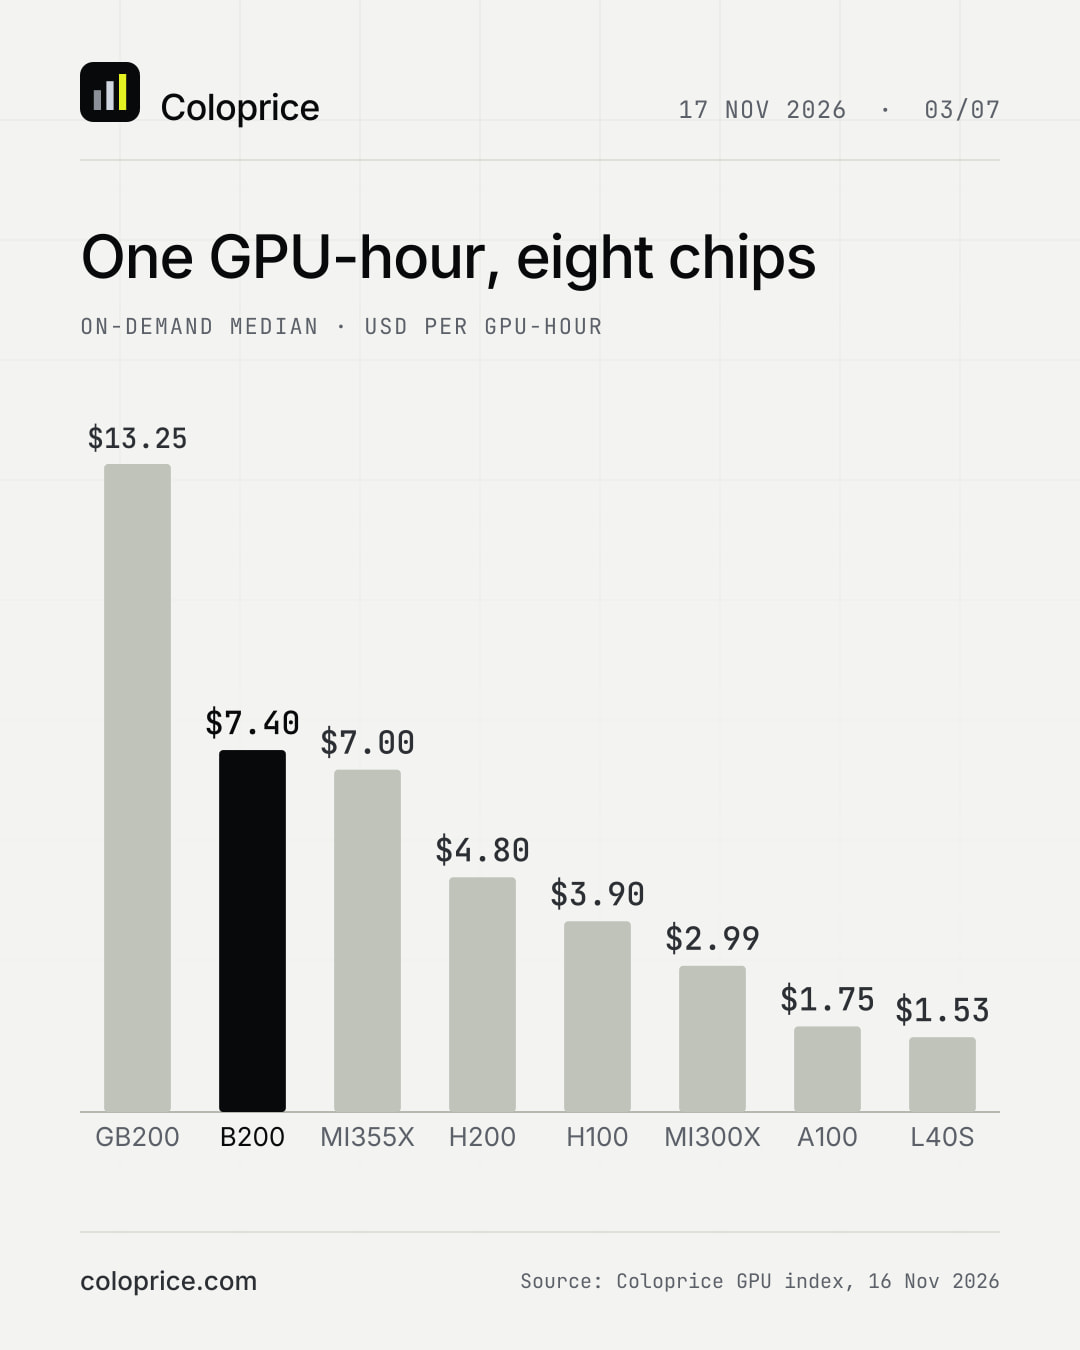 Coloprice
17 NOV 2026 · 03/07
One GPU-hour, eight chips
ON-DEMAND MEDIAN · USD PER GPU-HOUR
$13.25
$7.40
$7.00
$4.80
$3.90
$2.99
$1.75
$1.53
GB200
B200
MI355X
H200
H100
MI300X
A100
L40S
coloprice.com
Source: Coloprice GPU index, 16 Nov 2026